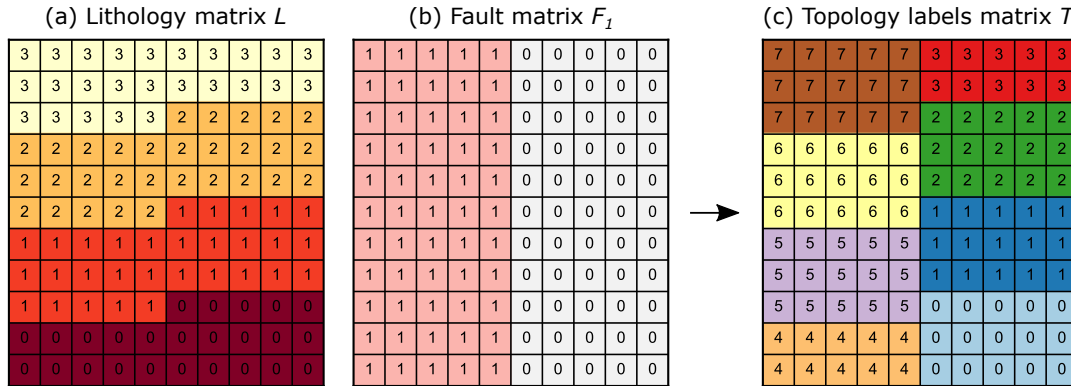 (a) Lithology matrix L (b) Fault matrix F1 (c) Topology labels matrix T
3 3 3 3 3 3 3 3 3 3 1 1 1 1 1 0 0 0 0 0 7 7 7 7 7 3 3 3 3 3
3 3 3 3 3 3 3 3 3 3 1 1 1 1 1 0 0 0 0 0 7 7 7 7 7 3 3 3 3 3
3 3 3 3 3 2 2 2 2 2 1 1 1 1 1 0 0 0 0 0 7 7 7 7 7 2 2 2 2 2
2 2 2 2 2 2 2 2 2 2 1 1 1 1 1 0 0 0 0 0 6 6 6 6 6 2 2 2 2 2
2 2 2 2 2 2 2 2 2 2 1 1 1 1 1 0 0 0 0 0 6 6 6 6 6 2 2 2 2 2
2 2 2 2 2 1 1 1 1 1 1 1 1 1 1 0 0 0 0 0 6 6 6 6 6 1 1 1 1 1
1 1 1 1 1 1 1 1 1 1 1 1 1 1 1 0 0 0 0 0 5 5 5 5 5 1 1 1 1 1
1 1 1 1 1 1 1 1 1 1 1 1 1 1 1 0 0 0 0 0 5 5 5 5 5 1 1 1 1 1
1 1 1 1 1 0 0 0 0 0 1 1 1 1 1 0 0 0 0 0 5 5 5 5 5 0 0 0 0 0
0 0 0 0 0 0 0 0 0 0 1 1 1 1 1 0 0 0 0 0 4 4 4 4 4 0 0 0 0 0
0 0 0 0 0 0 0 0 0 0 1 1 1 1 1 0 0 0 0 0 4 4 4 4 4 0 0 0 0 0